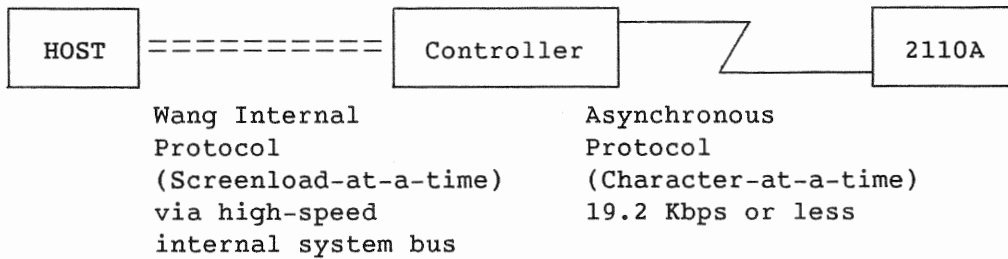 HOST
Controller
2110A
Wang Internal
Protocol
(Screenload-at-a-time)
via high-speed
internal system bus
Asynchronous
Protocol
(Character-at-a-time)
19.2 Kbps or less